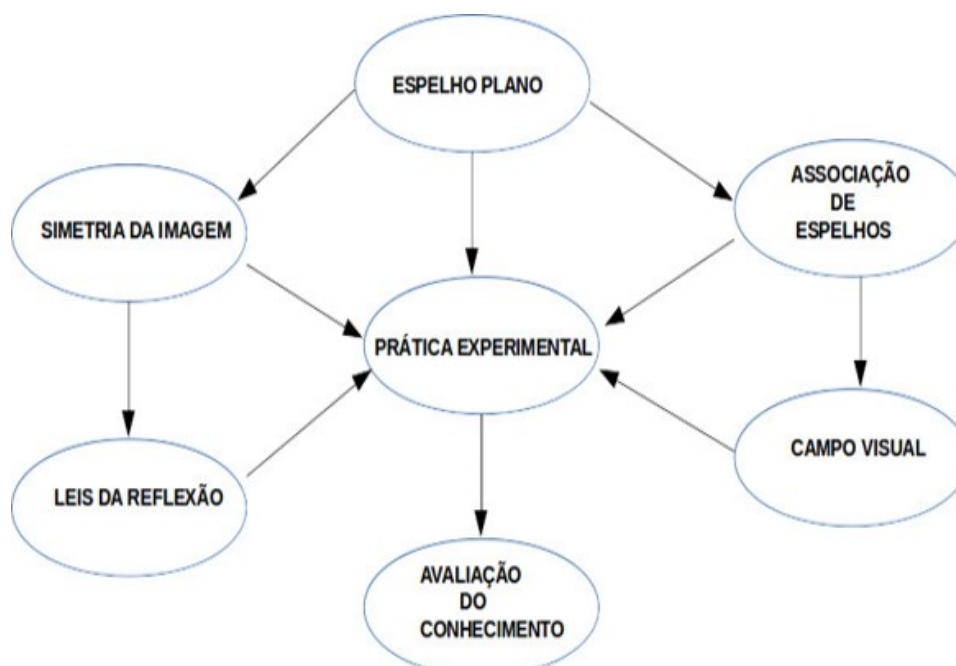 ESPELHO PLANO
ASSOCIAÇÃO
DE
ESPELHOS
SIMETRIA DA IMAGEM
PRÁTICA EXPERIMENTAL
CAMPO VISUAL
LEIS DA REFLEXÃO
AVALIAÇÃO
DO
CONHECIMENTO